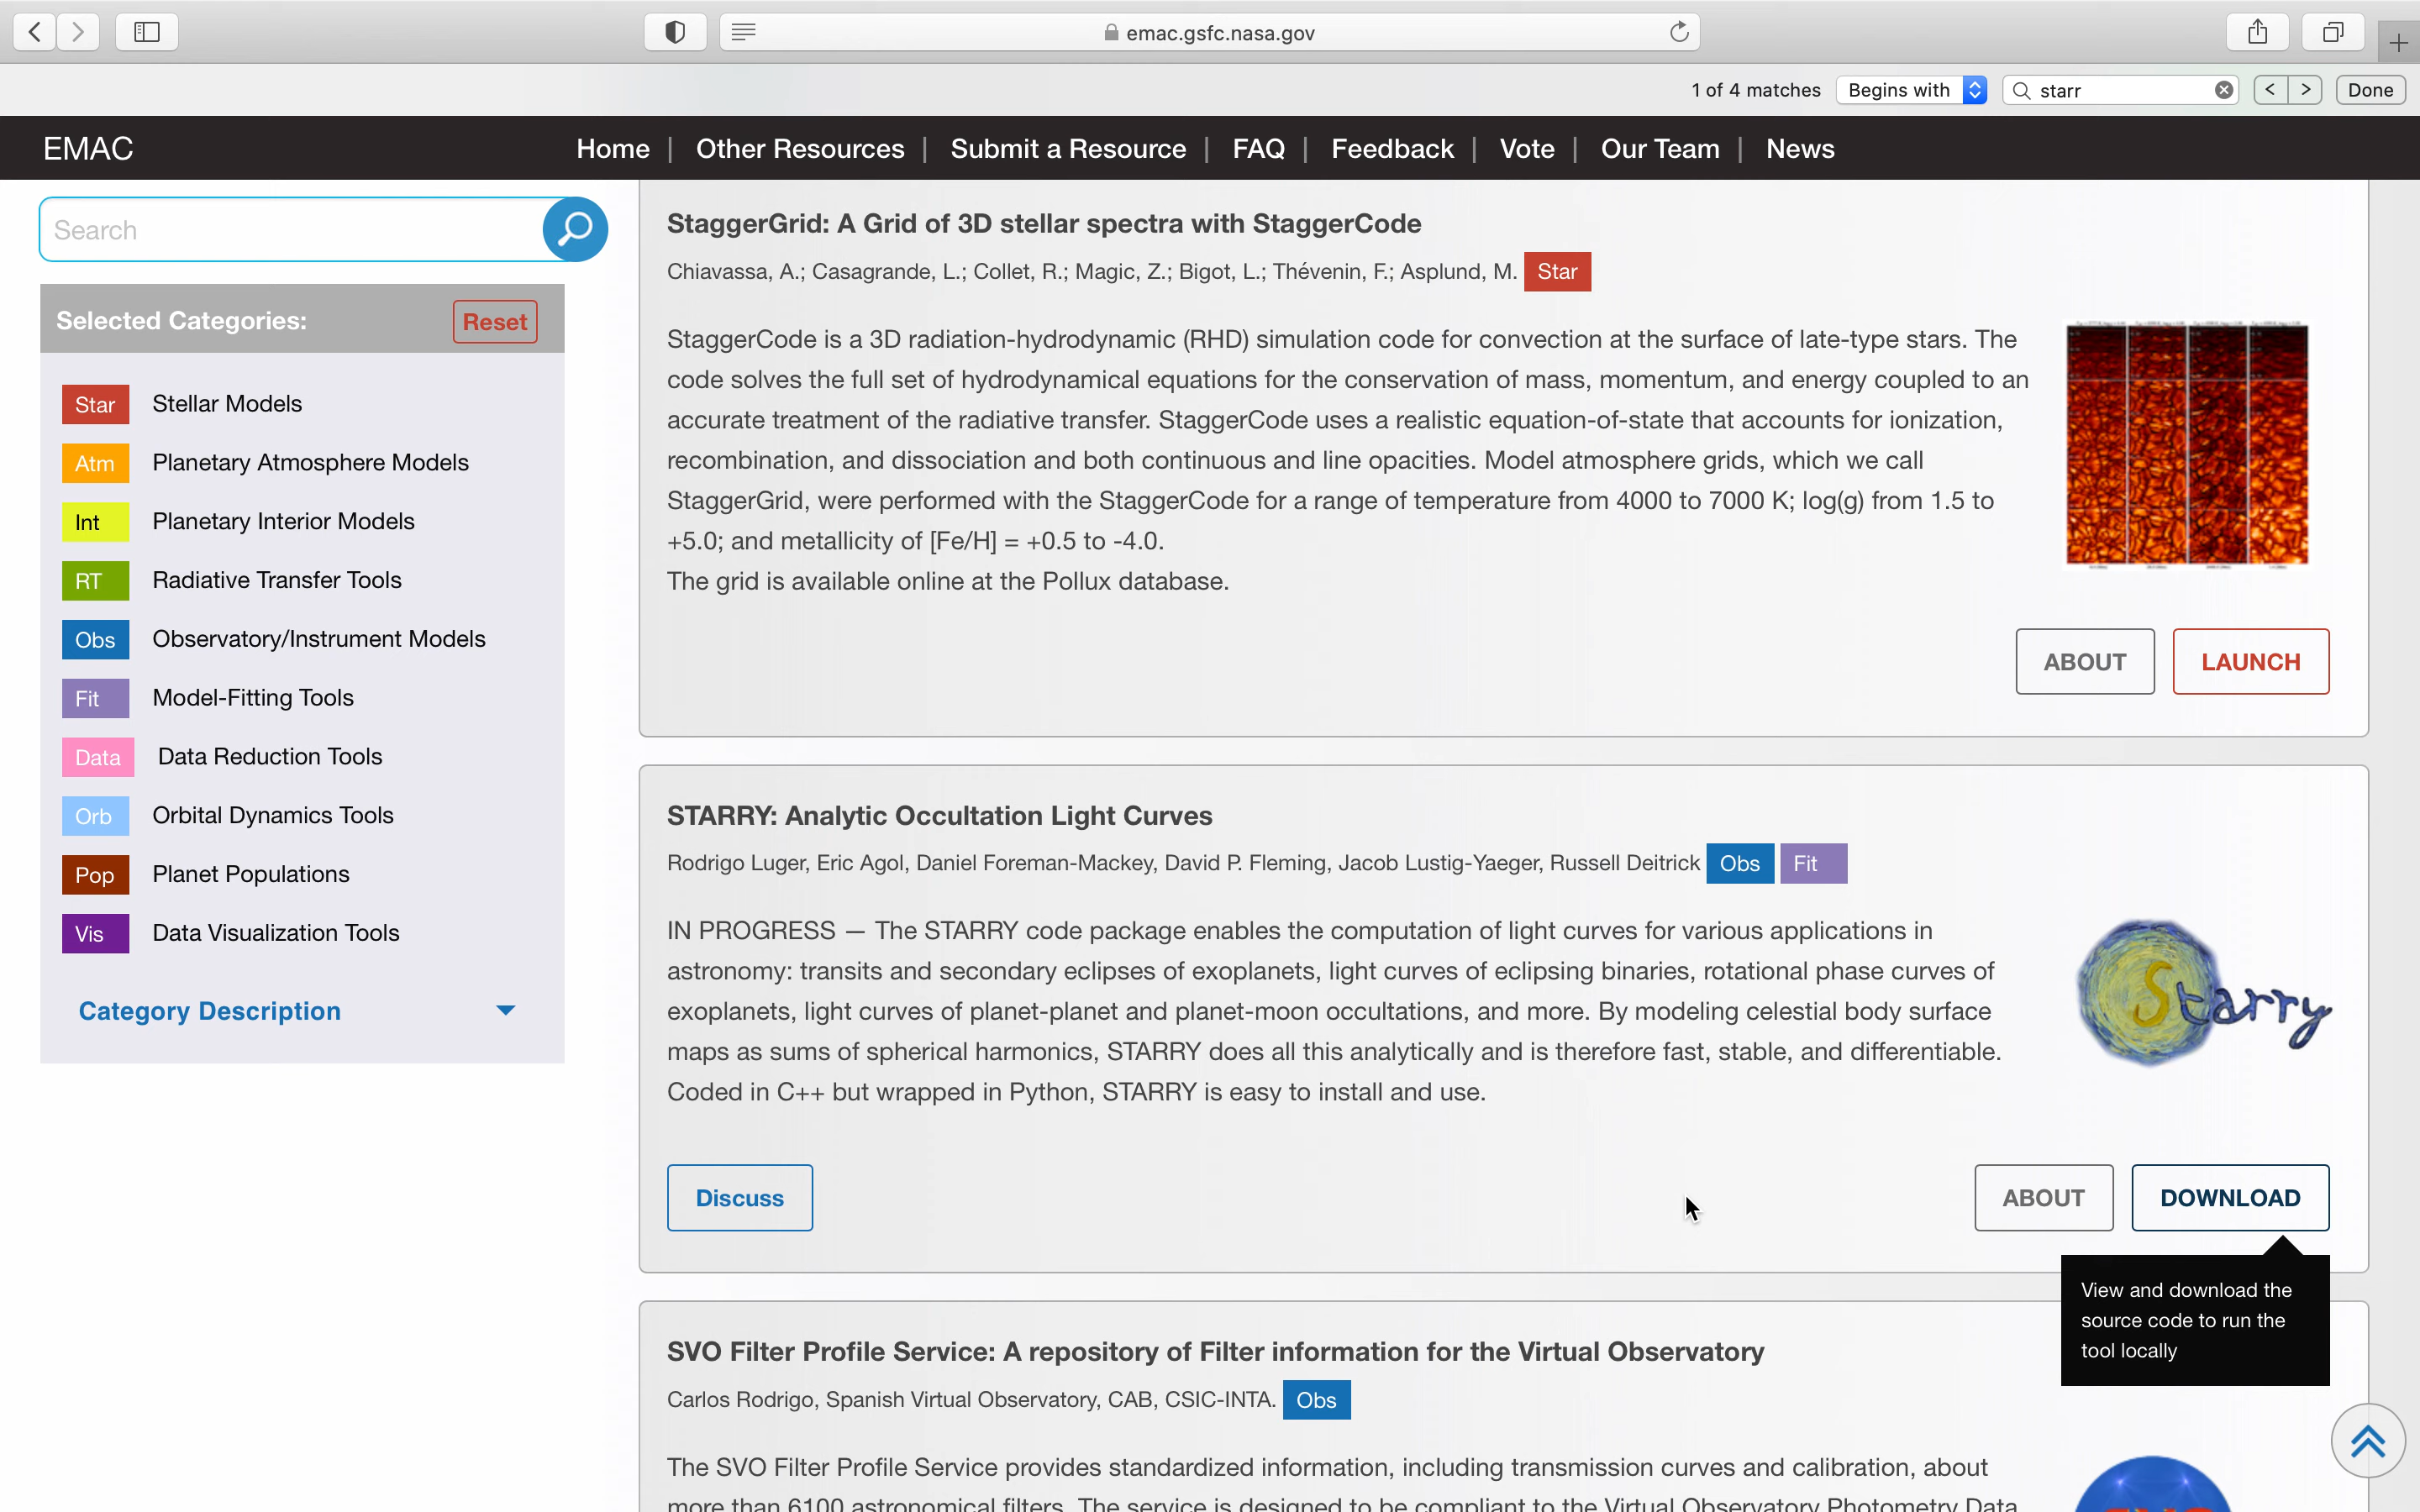 emac.gsfc.nasa.gov
1 of 4 matches
Begins with
starr
Done
EMAC
Home | Other Resources | Submit a Resource | FAQ | Feedback | Vote | Our Team | News
Search
Selected Categories:
Reset
Star Stellar Models
Atm Planetary Atmosphere Models
Int Planetary Interior Models
RT Radiative Transfer Tools
Obs Observatory/Instrument Models
Fit Model-Fitting Tools
Data Data Reduction Tools
Orb Orbital Dynamics Tools
Pop Planet Populations
Vis Data Visualization Tools
Category Description
StaggerGrid: A Grid of 3D stellar spectra with StaggerCode
Chiavassa, A.; Casagrande, L.; Collet, R.; Magic, Z.; Bigot, L.; Thévenin, F.; Asplund, M. Star
StaggerCode is a 3D radiation-hydrodynamic (RHD) simulation code for convection at the surface of late-type stars. The
code solves the full set of hydrodynamical equations for the conservation of mass, momentum, and energy coupled to an
accurate treatment of the radiative transfer. StaggerCode uses a realistic equation-of-state that accounts for ionization,
recombination, and dissociation and both continuous and line opacities. Model atmosphere grids, which we call
StaggerGrid, were performed with the StaggerCode for a range of temperature from 4000 to 7000 K; log(g) from 1.5 to
+5.0; and metallicity of [Fe/H] = +0.5 to -4.0.
The grid is available online at the Pollux database.
ABOUT
LAUNCH
STARRY: Analytic Occultation Light Curves
Rodrigo Luger, Eric Agol, Daniel Foreman-Mackey, David P. Fleming, Jacob Lustig-Yaeger, Russell Deitrick Obs Fit
IN PROGRESS — The STARRY code package enables the computation of light curves for various applications in
astronomy: transits and secondary eclipses of exoplanets, light curves of eclipsing binaries, rotational phase curves of
exoplanets, light curves of planet-planet and planet-moon occultations, and more. By modeling celestial body surface
maps as sums of spherical harmonics, STARRY does all this analytically and is therefore fast, stable, and differentiable.
Coded in C++ but wrapped in Python, STARRY is easy to install and use.
Starry
Discuss
ABOUT
DOWNLOAD
View and download the
source code to run the
tool locally
SVO Filter Profile Service: A repository of Filter information for the Virtual Observatory
Carlos Rodrigo, Spanish Virtual Observatory, CAB, CSIC-INTA. Obs
The SVO Filter Profile Service provides standardized information, including transmission curves and calibration, about
more than 6100 astronomical filters. The service is designed to be compliant to the Virtual Observatory Photometry Data